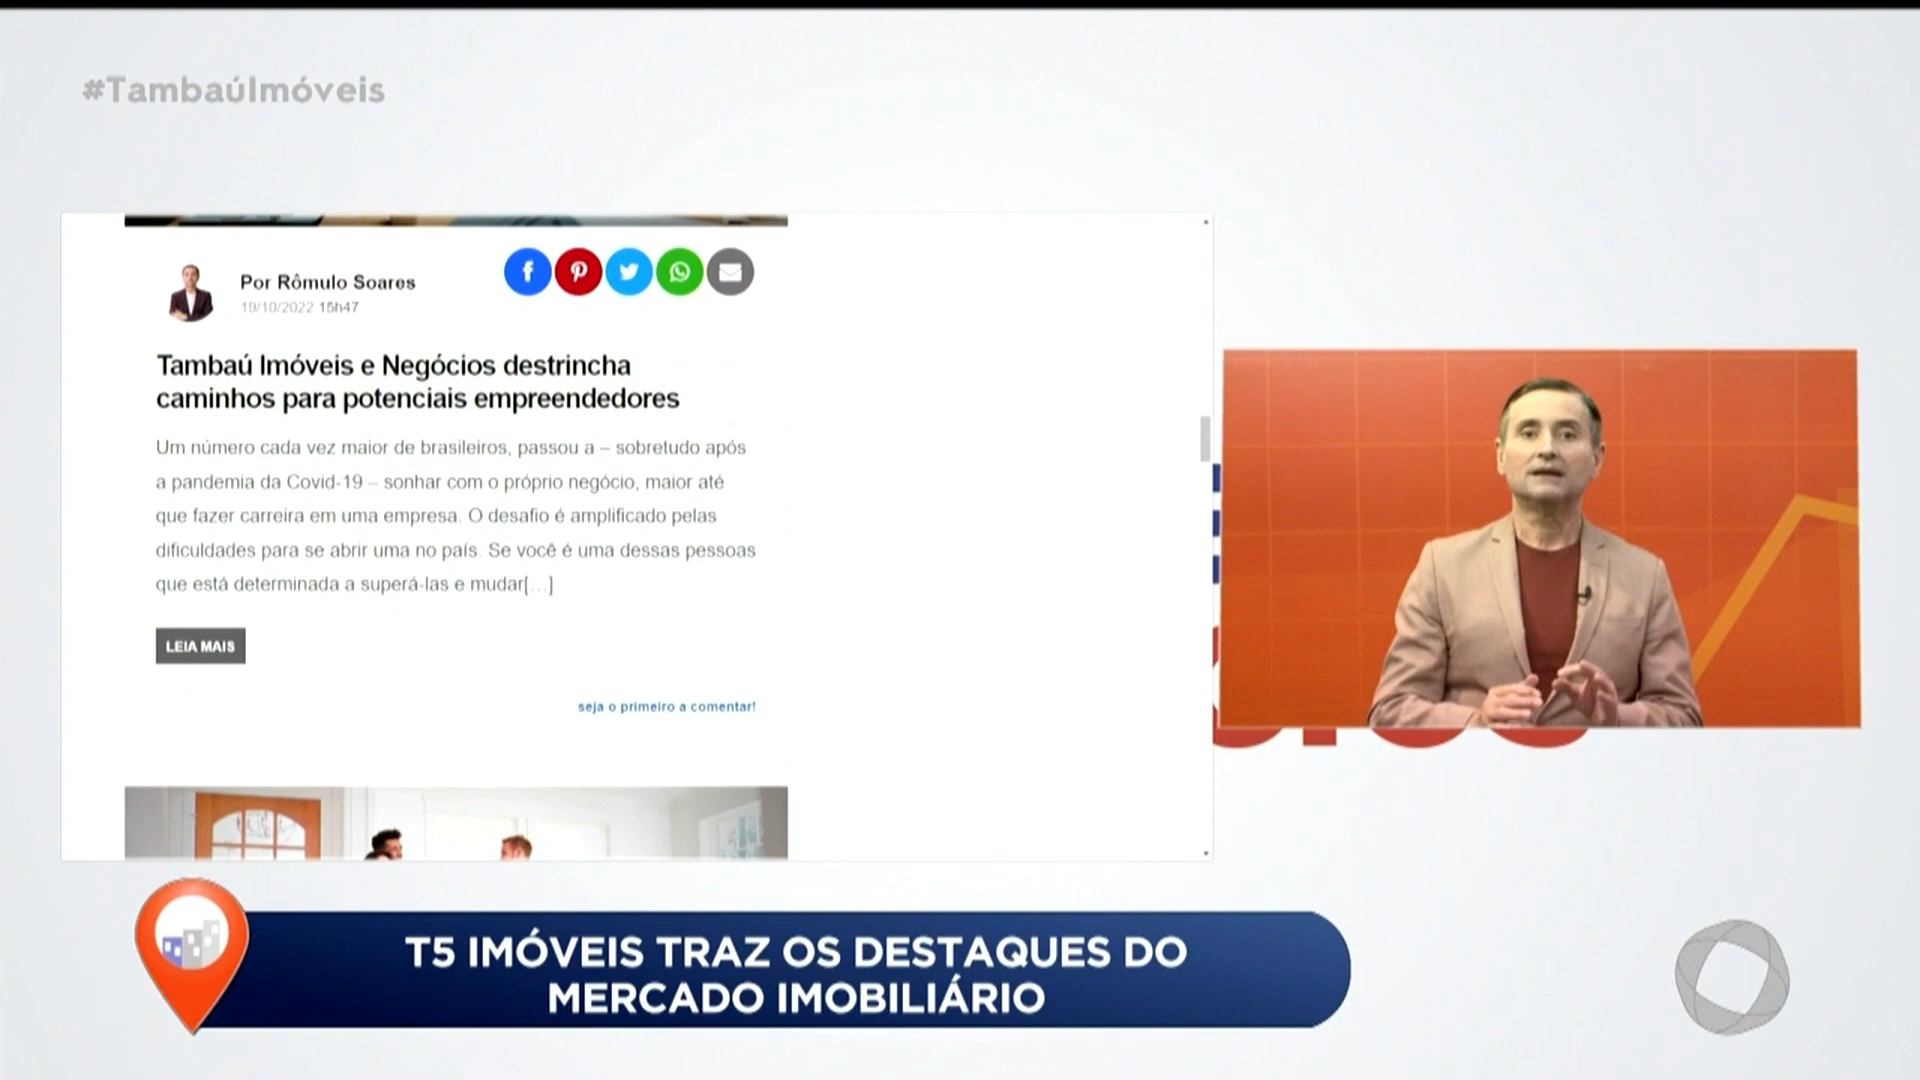 #TambaúImóveis
Por Rômulo Soares
19/10/2022 15h47
Tambaú Imóveis e Negócios destrincha
caminhos para potenciais empreendedores
Um número cada vez maior de brasileiros, passou a – sobretudo após
a pandemia da Covid-19 – sonhar com o próprio negócio, maior até
que fazer carreira em uma empresa. O desafio é amplificado pelas
dificuldades para se abrir uma no país. Se você é uma dessas pessoas
que está determinada a superá-las e mudar[...]
LEIA MAIS
seja o primeiro a comentar!
T5 IMÓVEIS TRAZ OS DESTAQUES DO
MERCADO IMOBILIÁRIO